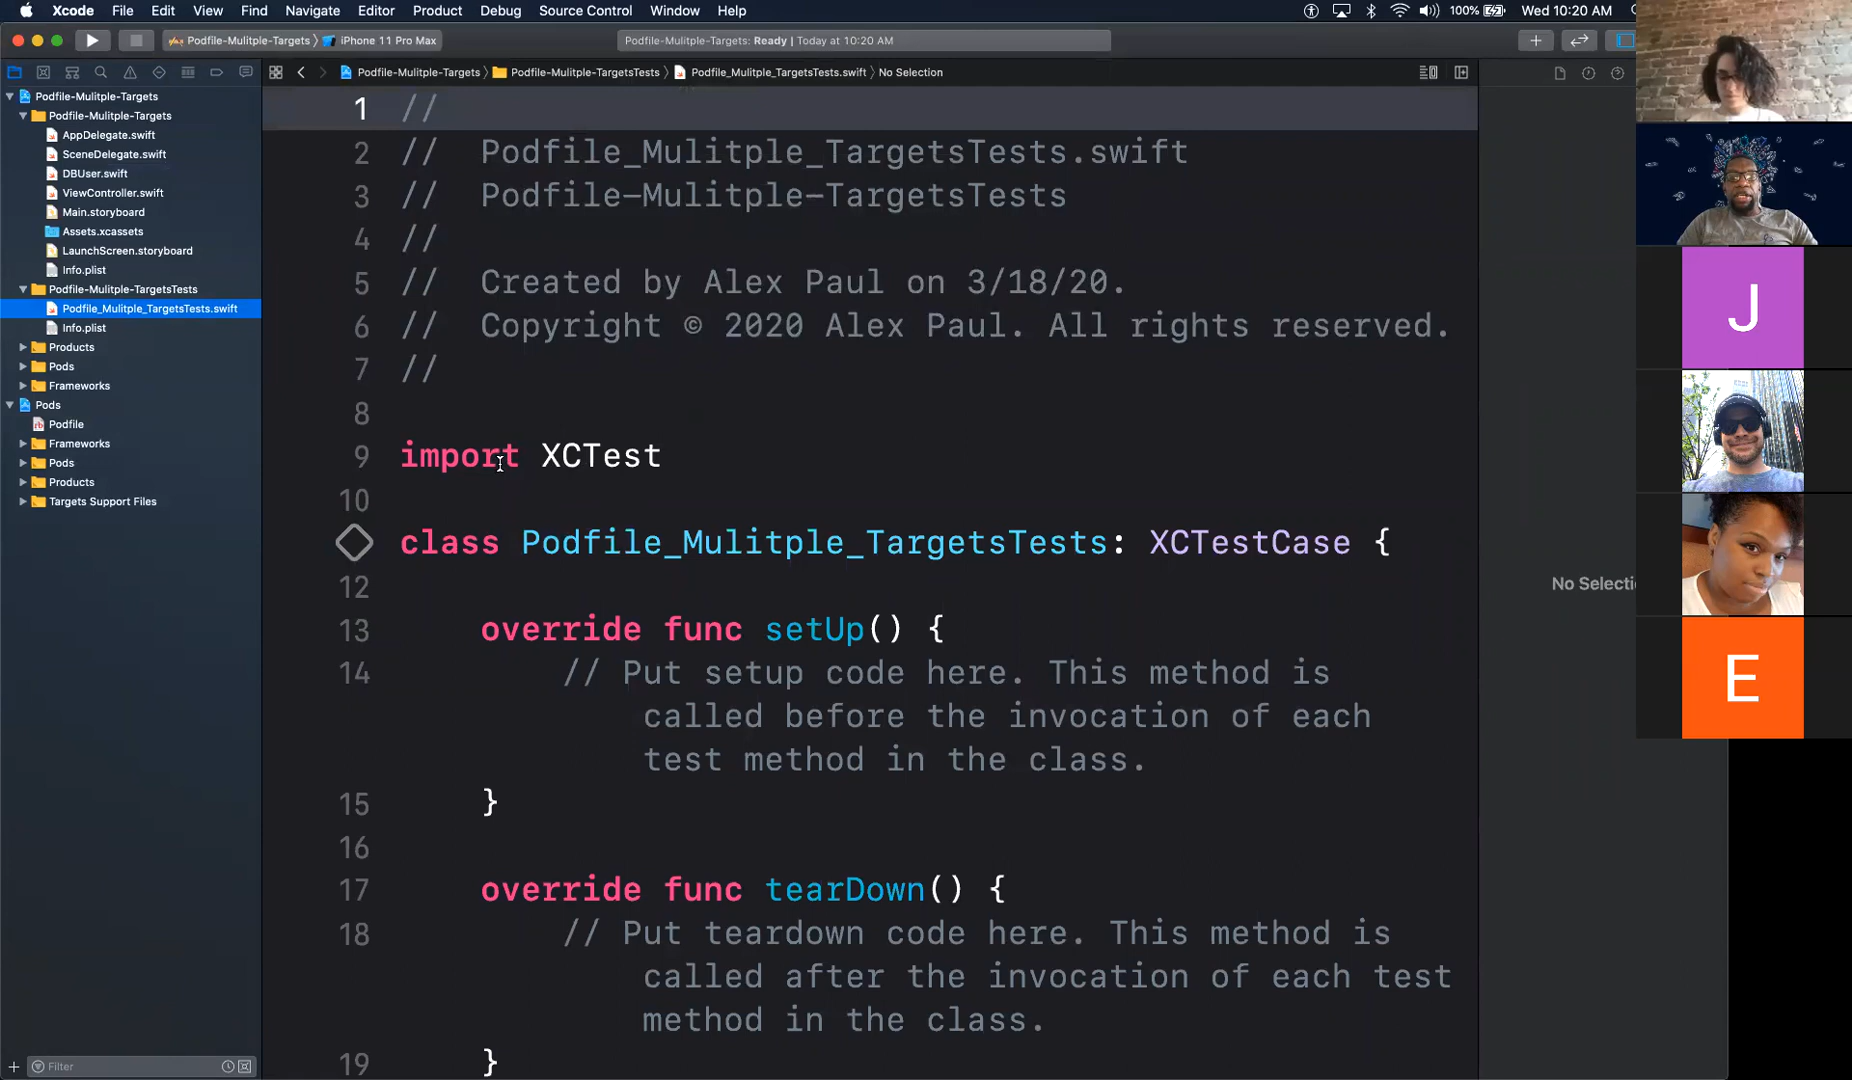 Xcode File Edit View Find Navigate Editor Product Debug Source Control Window Help 100% Wed 10:20 AM
Podfile-Mulitple-Targets iPhone 11 Pro Max Podfile-Mulitple-Targets: Ready | Today at 10:20 AM
Podfile-Mulitple-Targets Podfile-Mulitple-TargetsTests Podfile_Mulitple_TargetsTests.swift No Selection
Podfile-Mulitple-Targets
Podfile-Mulitple-Targets
AppDelegate.swift
SceneDelegate.swift
DBUser.swift
ViewController.swift
Main.storyboard
Assets.xcassets
LaunchScreen.storyboard
Info.plist
Podfile-Mulitple-TargetsTests
Podfile_Mulitple_TargetsTests.swift
Info.plist
Products
Pods
Frameworks
Pods
Podfile
Frameworks
Pods
Products
Targets Support Files
Filter
1 //
2 // Podfile_Mulitple_TargetsTests.swift
3 // Podfile-Mulitple-TargetsTests
4 //
5 // Created by Alex Paul on 3/18/20.
6 // Copyright © 2020 Alex Paul. All rights reserved.
7 //
8
9 import XCTest
10
class Podfile_Mulitple_TargetsTests: XCTestCase {
12
13 override func setUp() {
14 // Put setup code here. This method is
called before the invocation of each
test method in the class.
15 }
16
17 override func tearDown() {
18 // Put teardown code here. This method is
called after the invocation of each test
method in the class.
19 }
No Selecti
J
E